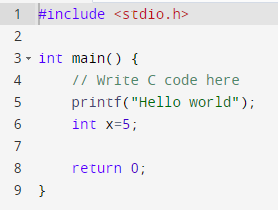 1 #include <stdio.h>
2
3 int main() {
4     // Write C code here
5     printf("Hello world");
6     int x=5;
7
8     return 0;
9 }